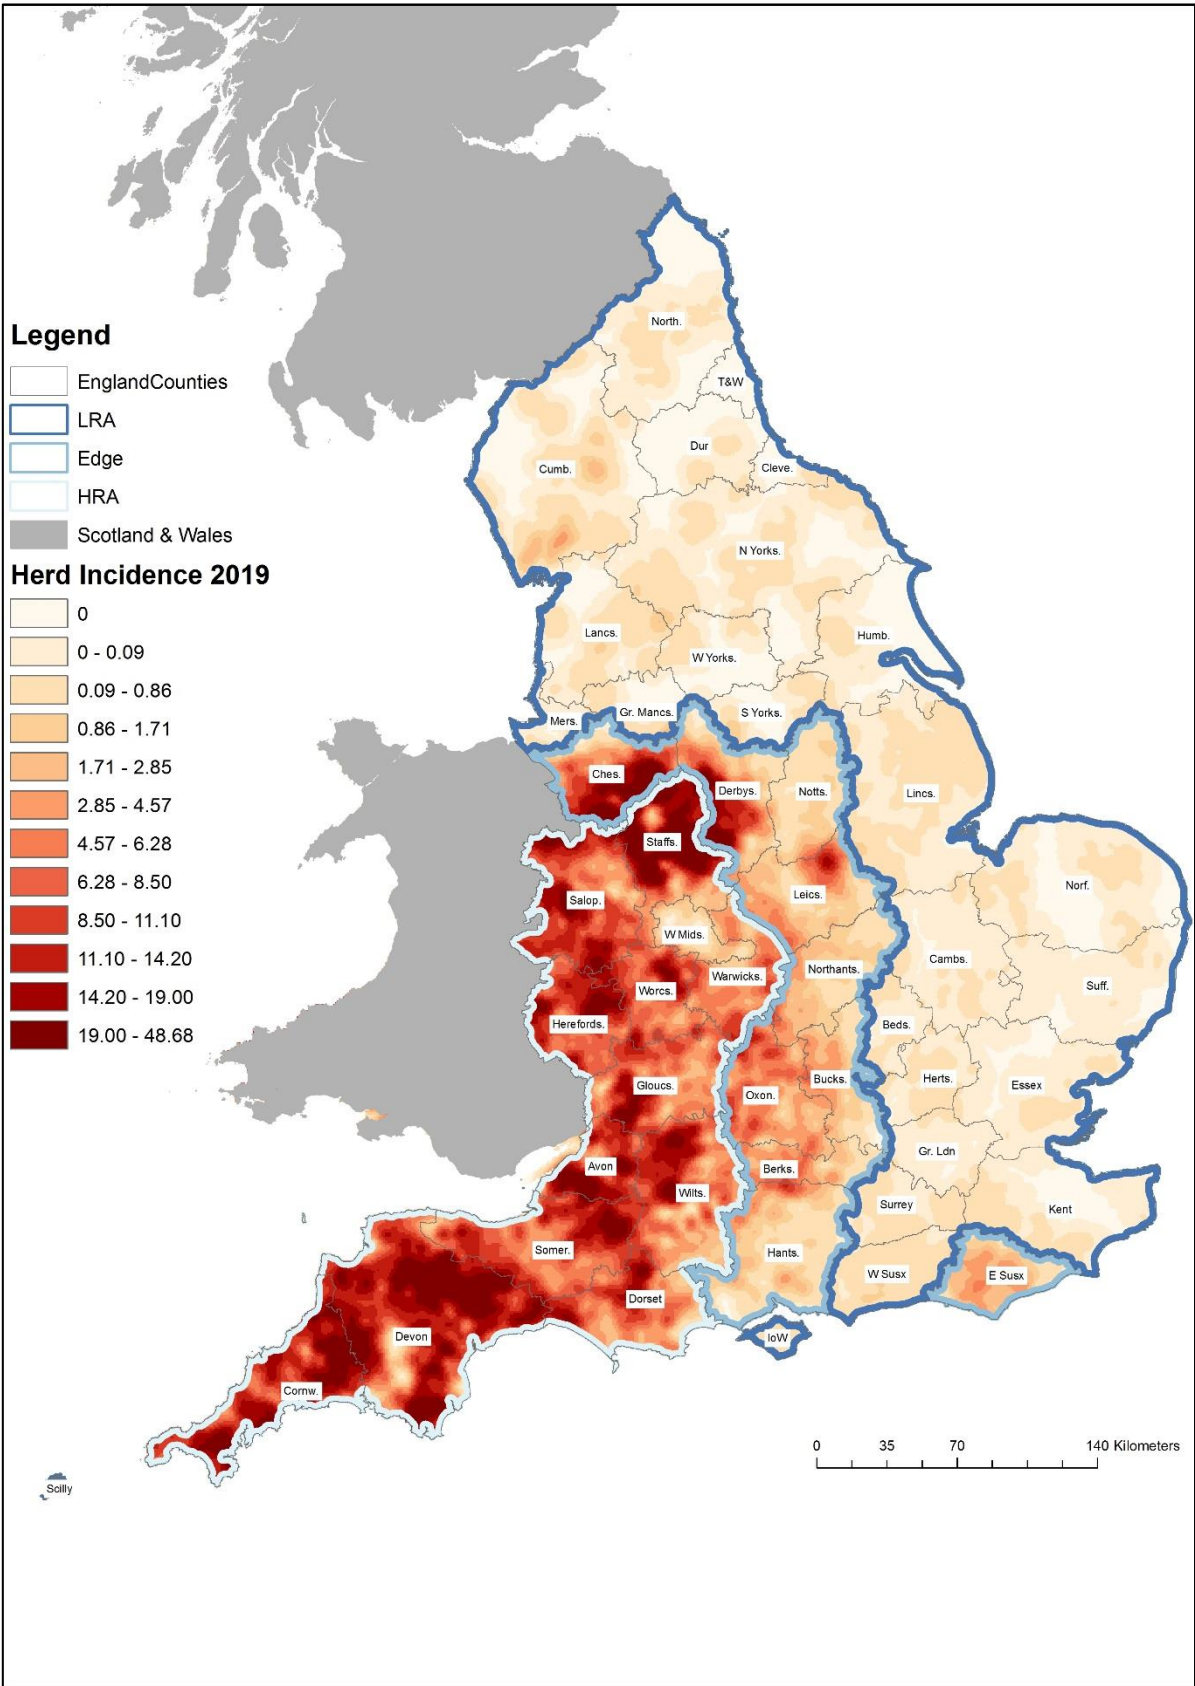 Legend
EnglandCounties
LRA
Edge
HRA
Scotland & Wales
Herd Incidence 2019
0
0 - 0.09
0.09 - 0.86
0.86 - 1.71
1.71 - 2.85
2.85 - 4.57
4.57 - 6.28
6.28 - 8.50
8.50 - 11.10
11.10 - 14.20
14.20 - 19.00
19.00 - 48.68
North.
T&W
Dur
Cumb.
Cleve.
N Yorks.
Lancs.
Humb.
W Yorks.
Gr. Mancs.
S Yorks.
Mers.
Ches.
Derbys.
Notts.
Lincs.
Staffs.
Norf.
Salop.
Leics.
W Mids.
Cambs.
Warwicks.
Northants.
Suff.
Worcs.
Herefords.
Beds.
Gloucs.
Oxon.
Bucks.
Herts.
Essex
Gr. Ldn
Avon
Berks.
Wilts.
Surrey
Kent
Somer.
Hants.
W Susx
E Susx
Dorset
Devon
IoW
Cornw.
Scilly
0 35 70 140 Kilometers